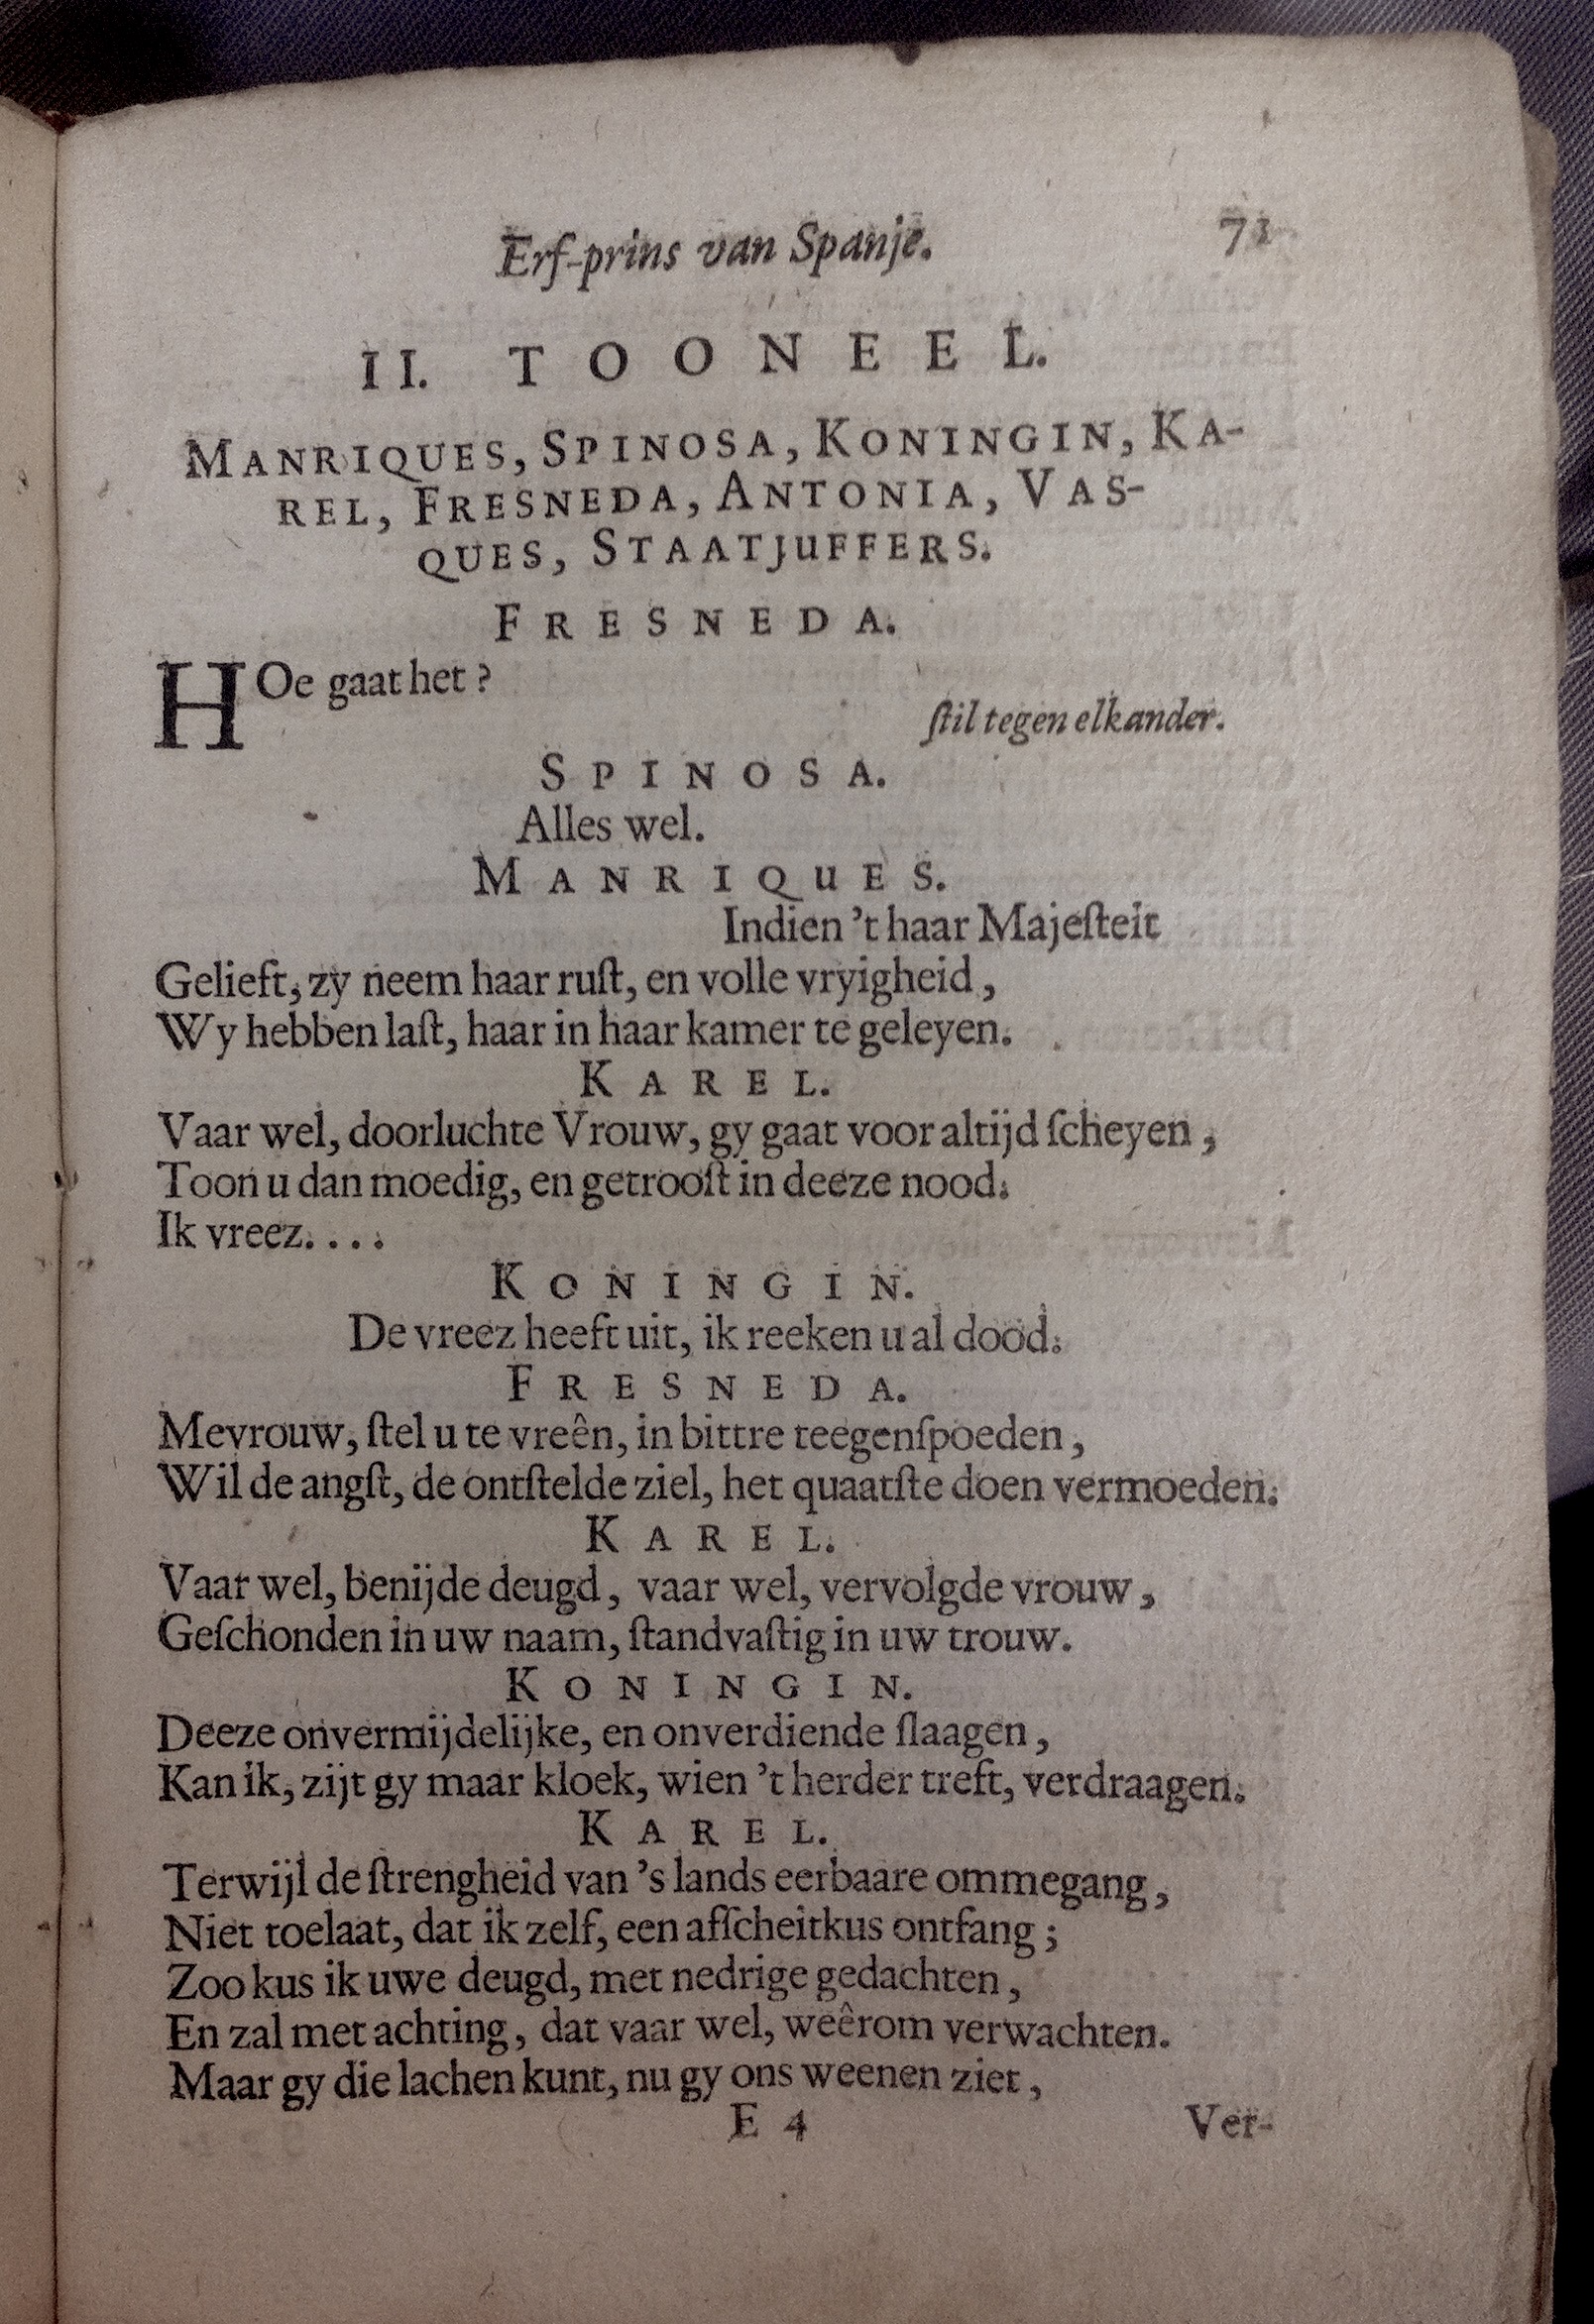 Erf-prins van Spanje. 71
II. TOONEEL.
MANRIQUES, SPINOSA, KONINGIN, KA-
REL, FRESNEDA, ANTONIA, VAS-
QUES, STAATJUFFERS.
FRESNEDA.
HOe gaat het ?
ſtil tegen elkander.
SPINOSA.
Alles wel.
MANRIQUES.
Indien 't haar Majeſteit
Gelieft, zy neem haar ruſt, en volle vryigheid,
Wy hebben laſt, haar in haar kamer te geleyen.
KAREL.
Vaar wel, doorluchte Vrouw, gy gaat voor altijd ſcheyen,
Toon u dan moedig, en getrooſt in deeze nood.
Ik vreez....
KONINGIN.
De vreez heeft uit, ik reeken u al dood.
FRESNEDA.
Mevrouw, ſtel u te vreên, in bittre teegenſpoeden,
Wil de angſt, de ontſtelde ziel, het quaatſte doen vermoeden.
KAREL.
Vaar wel, benijde deugd, vaar wel, vervolgde vrouw,
Geſchonden in uw naam, ſtandvaſtig in uw trouw.
KONINGIN.
Deeze onvermijdelijke, en onverdiende ſlaagen,
Kan ik, zijt gy maar kloek, wien 't herder treft, verdraagen.
KAREL.
Terwijl de ſtrengheid van 's lands eerbaare ommegang,
Niet toelaat, dat ik zelf, een afſcheitkus ontfang;
Zoo kus ik uwe deugd, met nedrige gedachten,
En zal met achting, dat vaar wel, weêrom verwachten.
Maar gy die lachen kunt, nu gy ons weenen ziet,
E 4 Ver-